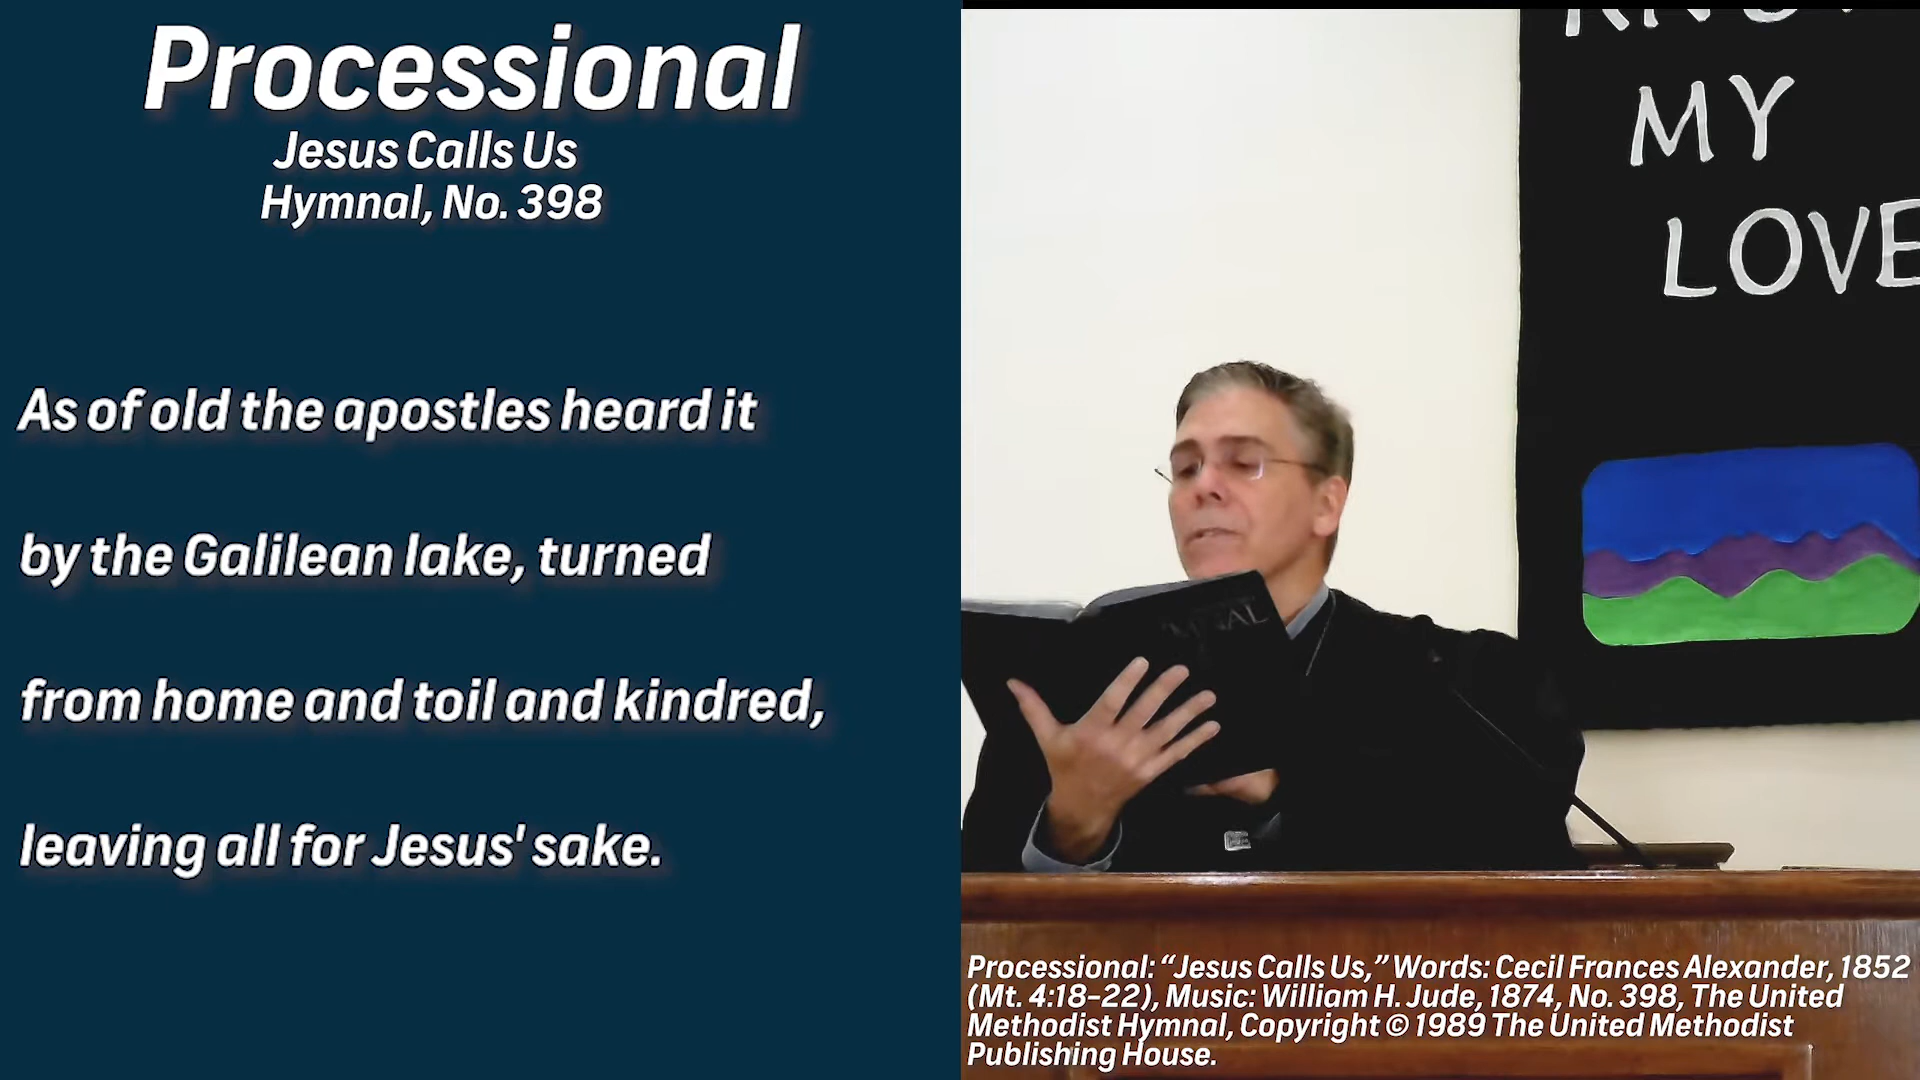 Processional
Jesus Calls Us
Hymnal, No. 398
As of old the apostles heard it
by the Galilean lake, turned
from home and toil and kindred,
leaving all for Jesus' sake.
MY
LOVE
Processional: “Jesus Calls Us,” Words: Cecil Frances Alexander, 1852
(Mt. 4:18–22), Music: William H. Jude, 1874, No. 398, The United
Methodist Hymnal, Copyright © 1989 The United Methodist
Publishing House.